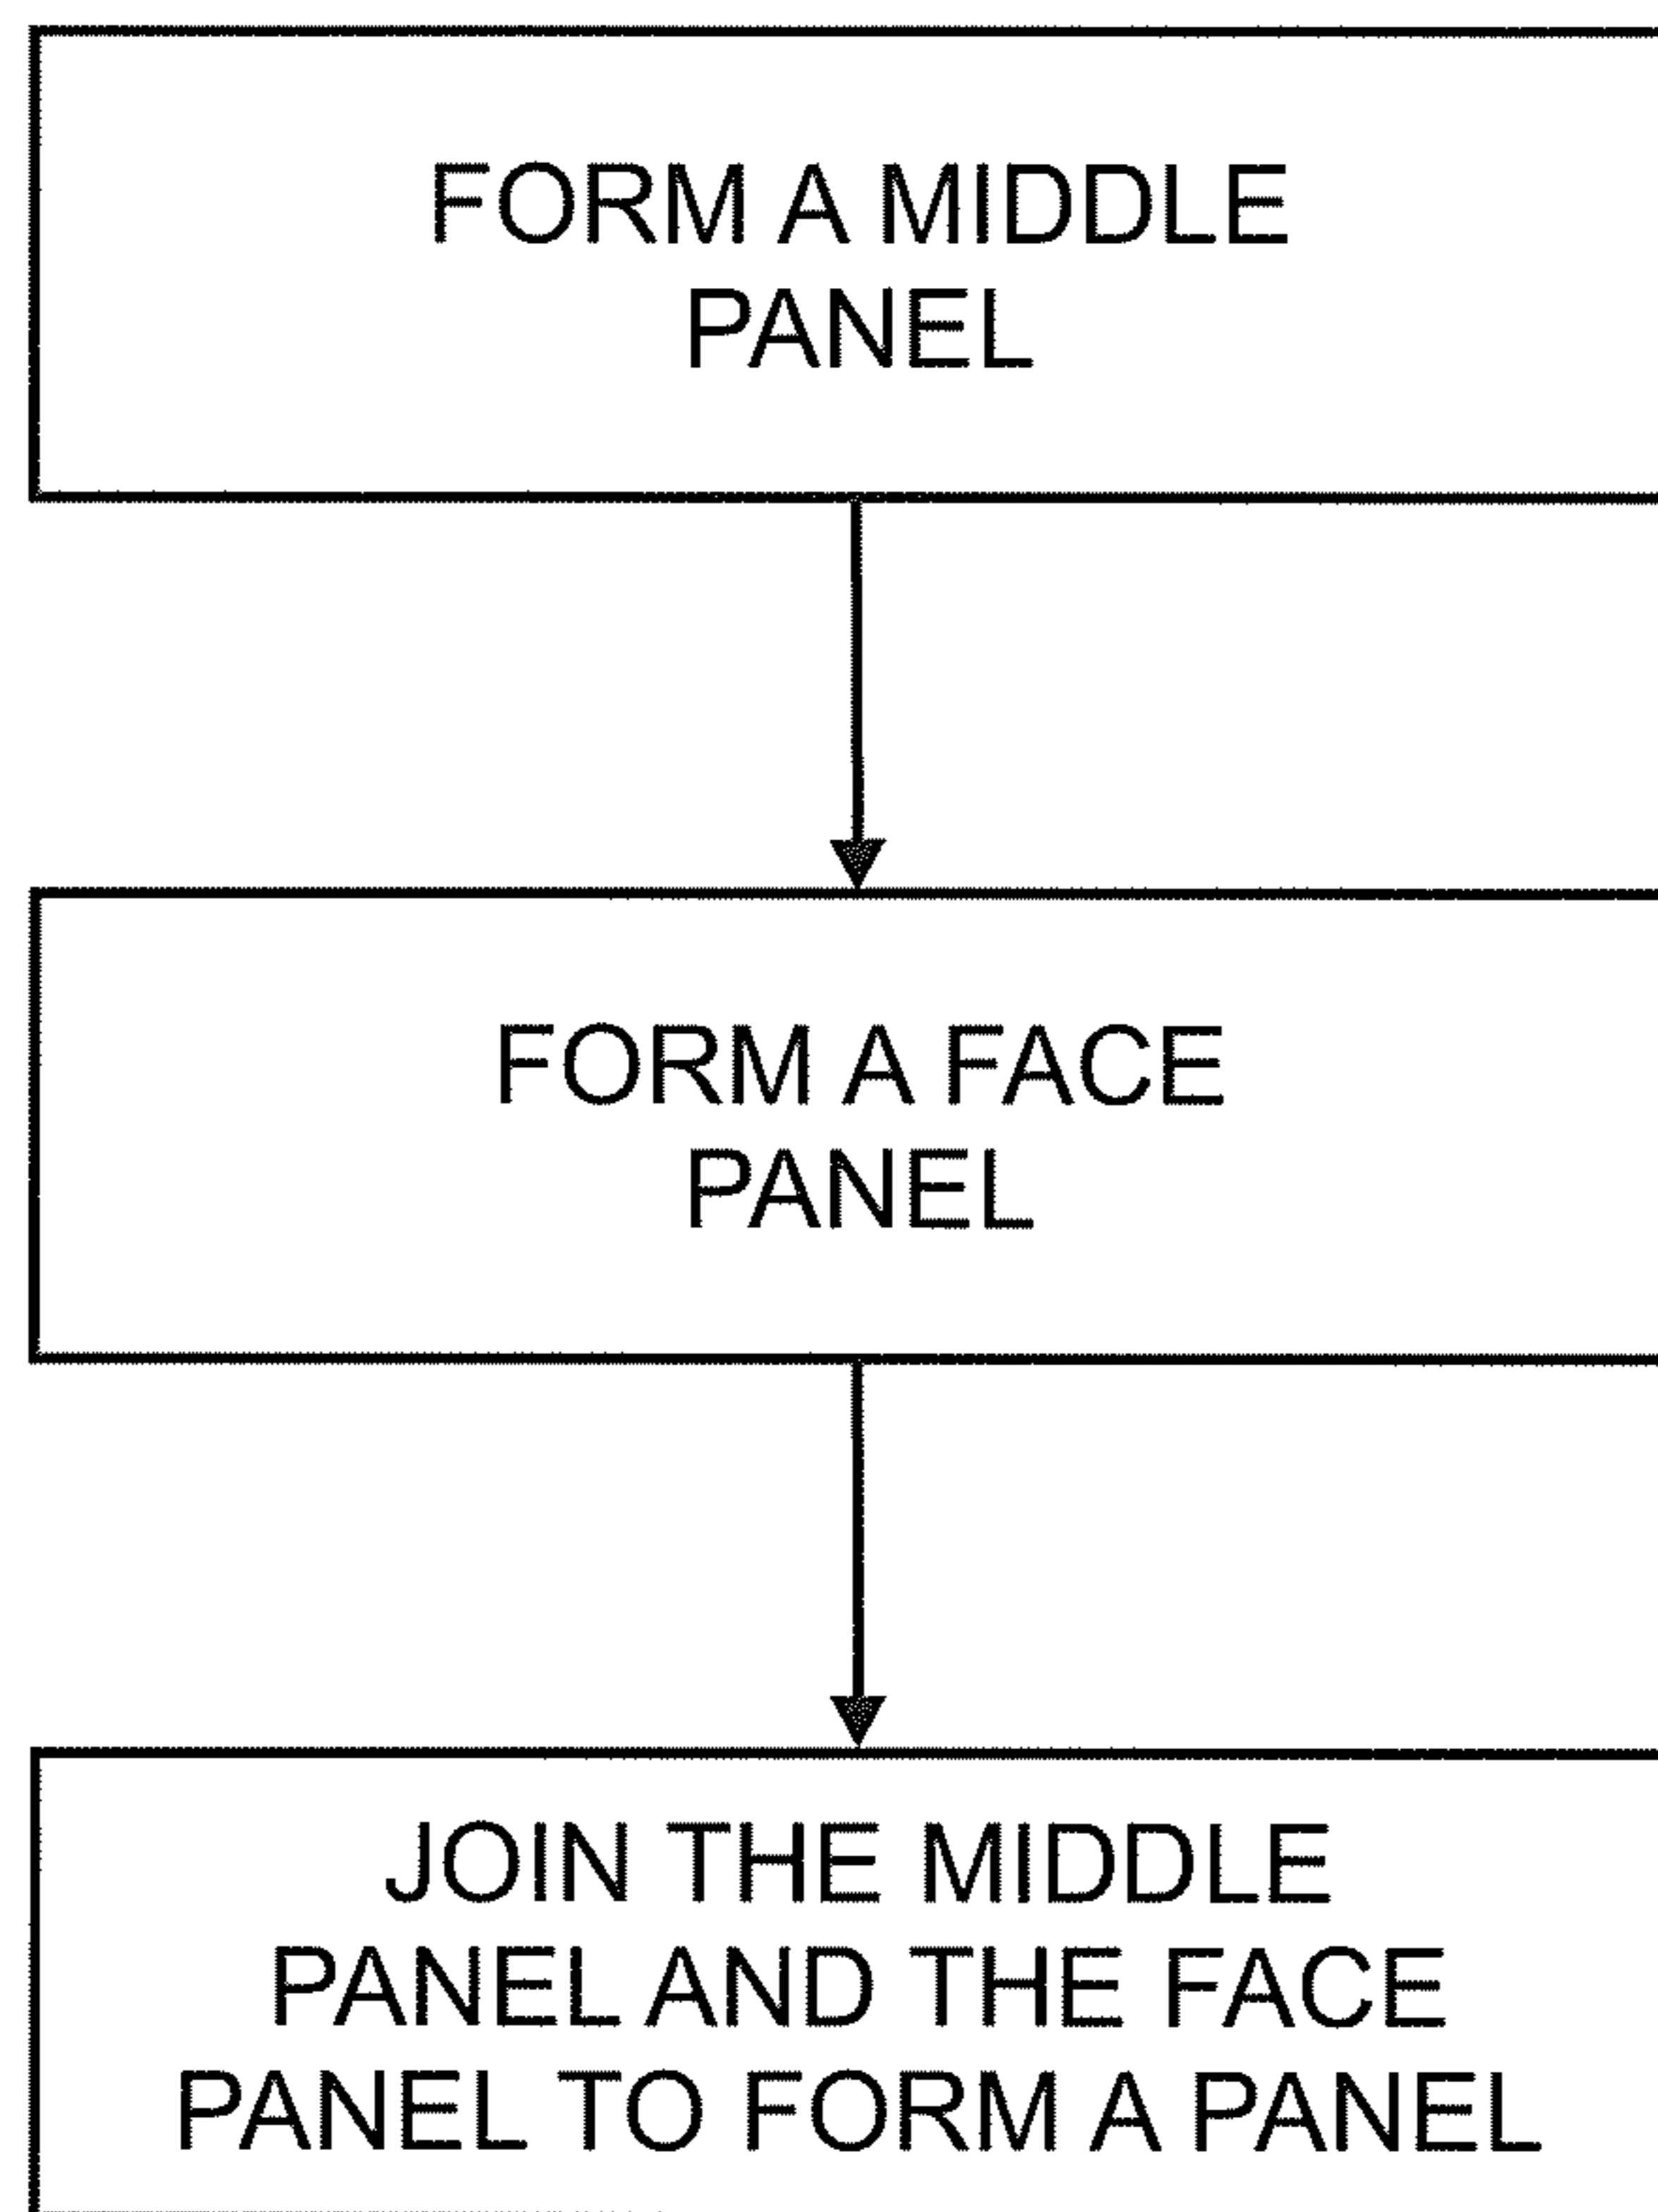 FORM A MIDDLE
PANEL
FORM A FACE
PANEL
JOIN THE MIDDLE
PANEL AND THE FACE
PANEL TO FORM A PANEL